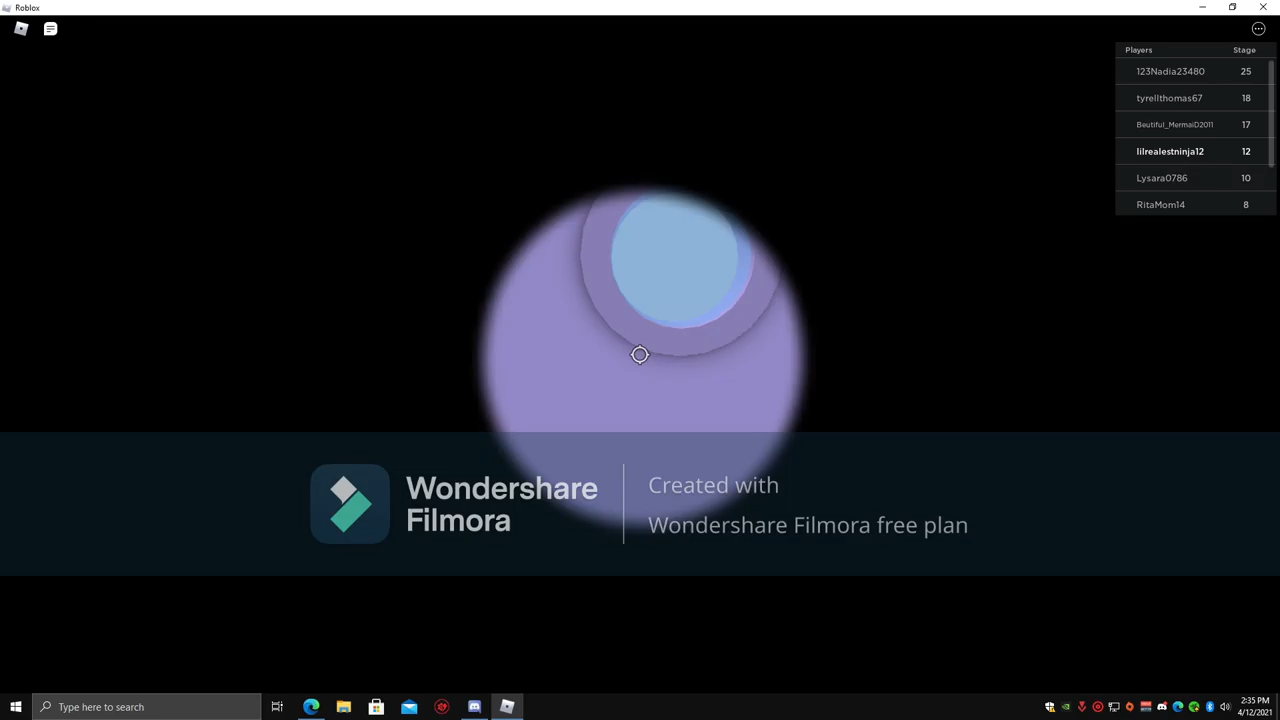 Roblox
Players Stage
123Nadia23480 25
tyrellthomas67 18
Beutiful_MermaiD2011 17
lilrealestninja12 12
Lysara0786 10
RitaMom14 8
Wondershare
Filmora
Created with
Wondershare Filmora free plan
Type here to search
2:35 PM
4/12/2021